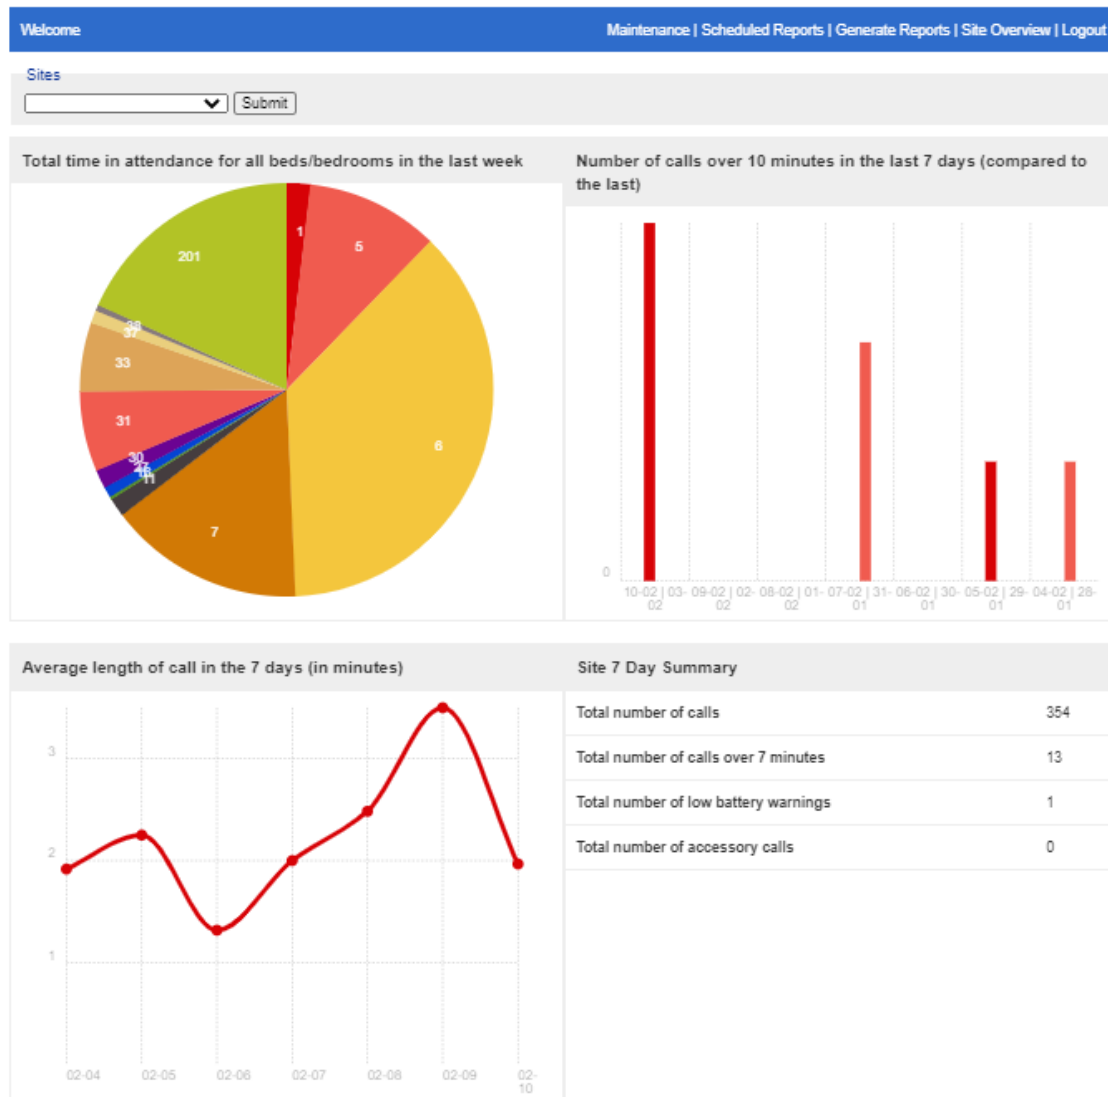 Welcome
Maintenance | Scheduled Reports | Generate Reports | Site Overview | Logout
Sites
Submit
Total time in attendance for all beds/bedrooms in the last week
1
5
6
7
11
30
31
33
37
38
201
Number of calls over 10 minutes in the last 7 days (compared to
the last)
0
10-02 | 03- 09-02 | 02- 08-02 | 01- 07-02 | 31- 06-02 | 30- 05-02 | 29- 04-02 | 28-
02 02 02 01 01 01 01
Average length of call in the 7 days (in minutes)
3
2
1
02-04 02-05 02-06 02-07 02-08 02-09 02-
10
Site 7 Day Summary
Total number of calls 354
Total number of calls over 7 minutes 13
Total number of low battery warnings 1
Total number of accessory calls 0